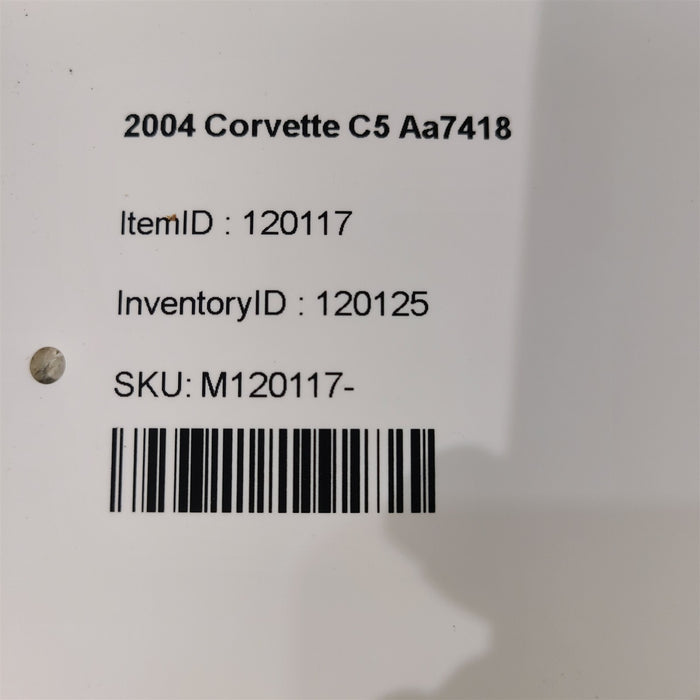 2004 Corvette C5 Aa7418
ItemID : 120117
InventoryID : 120125
SKU: M120117-